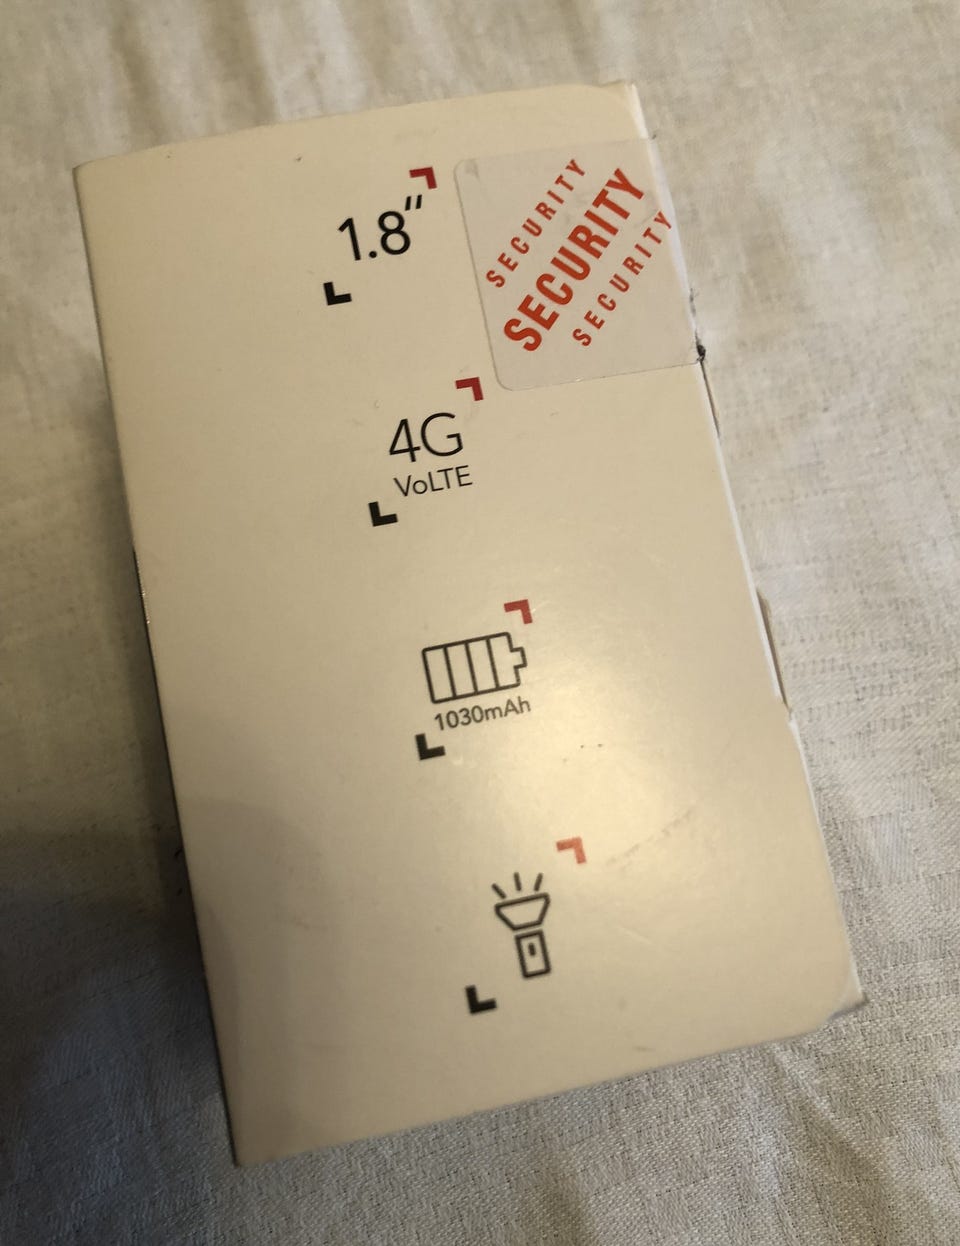 1.8"
SECURITY
SECURITY
SECURITY
4G
VoLTE
1030mAh